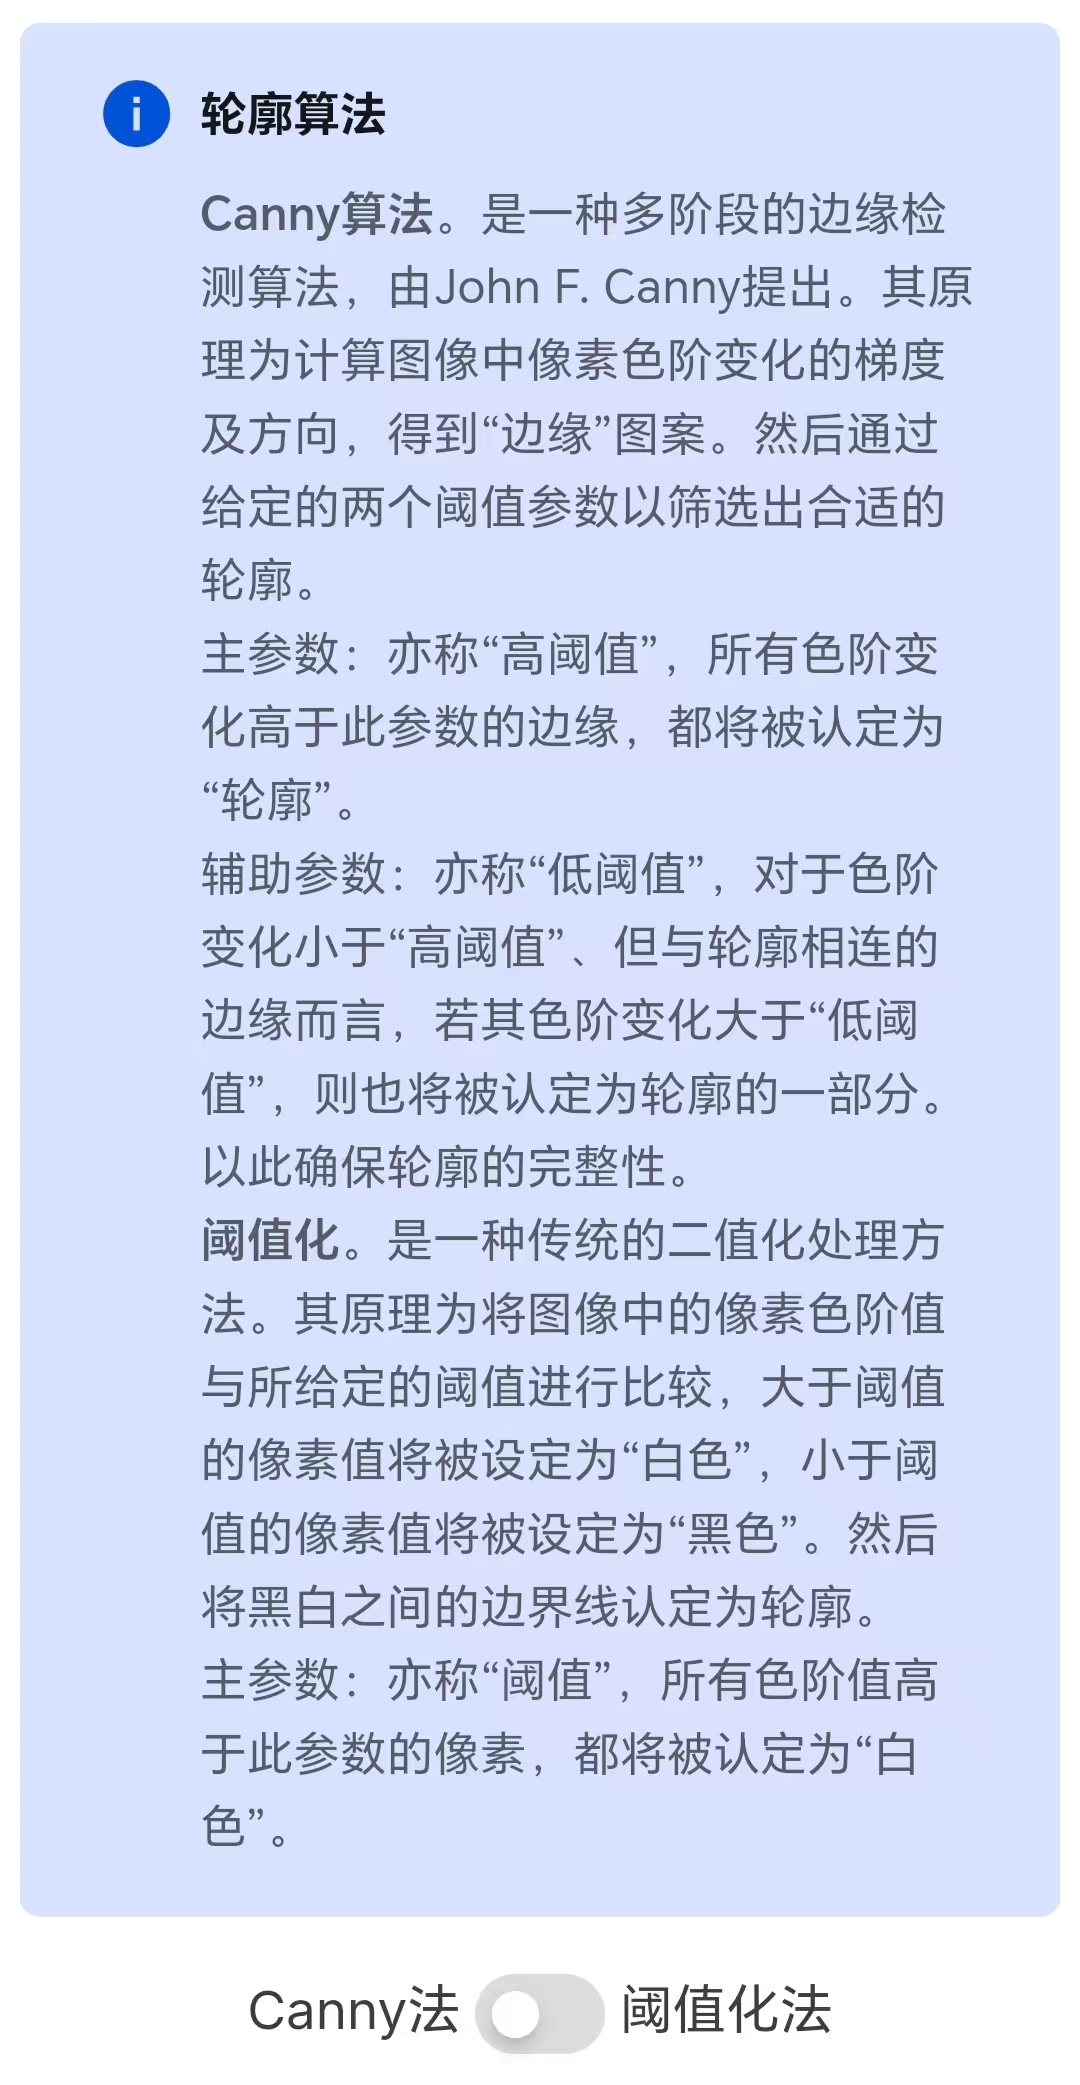 轮廓算法
Canny算法。是一种多阶段的边缘检
测算法，由John F. Canny提出。其原
理为计算图像中像素色阶变化的梯度
及方向，得到“边缘”图案。然后通过
给定的两个阈值参数以筛选出合适的
轮廓。
主参数：亦称“高阈值”，所有色阶变
化高于此参数的边缘，都将被认定为
“轮廓”。
辅助参数：亦称“低阈值”，对于色阶
变化小于“高阈值”、但与轮廓相连的
边缘而言，若其色阶变化大于“低阈
值”，则也将被认定为轮廓的一部分。
以此确保轮廓的完整性。
阈值化。是一种传统的二值化处理方
法。其原理为将图像中的像素色阶值
与所给定的阈值进行比较，大于阈值
的像素值将被设定为“白色”，小于阈
值的像素值将被设定为“黑色”。然后
将黑白之间的边界线认定为轮廓。
主参数：亦称“阈值”，所有色阶值高
于此参数的像素，都将被认定为“白
色”。
Canny法 阈值化法